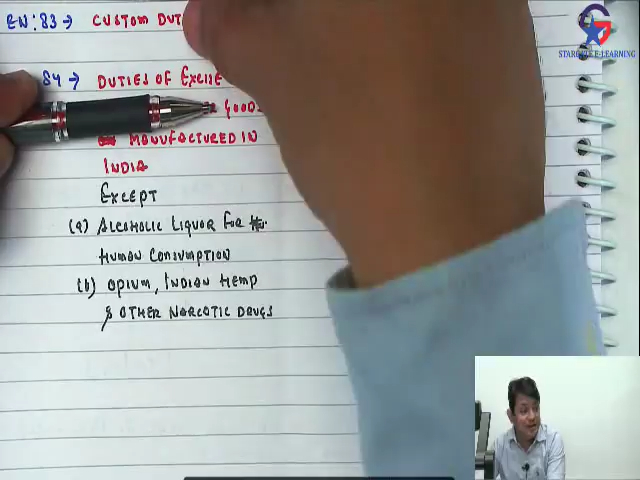 EN: 83 → CUSTOM DUT
STARGATE E-LEARNING
84 → DUTIES OF EXCISE
GOODS
MANUFACTURED IN
INDIA
EXCEPT
(a) ALCOHOLIC LIQUOR FOR
HUMAN CONSUMPTION
(b) OPIUM, INDIAN HEMP
& OTHER NARCOTIC DRUGS